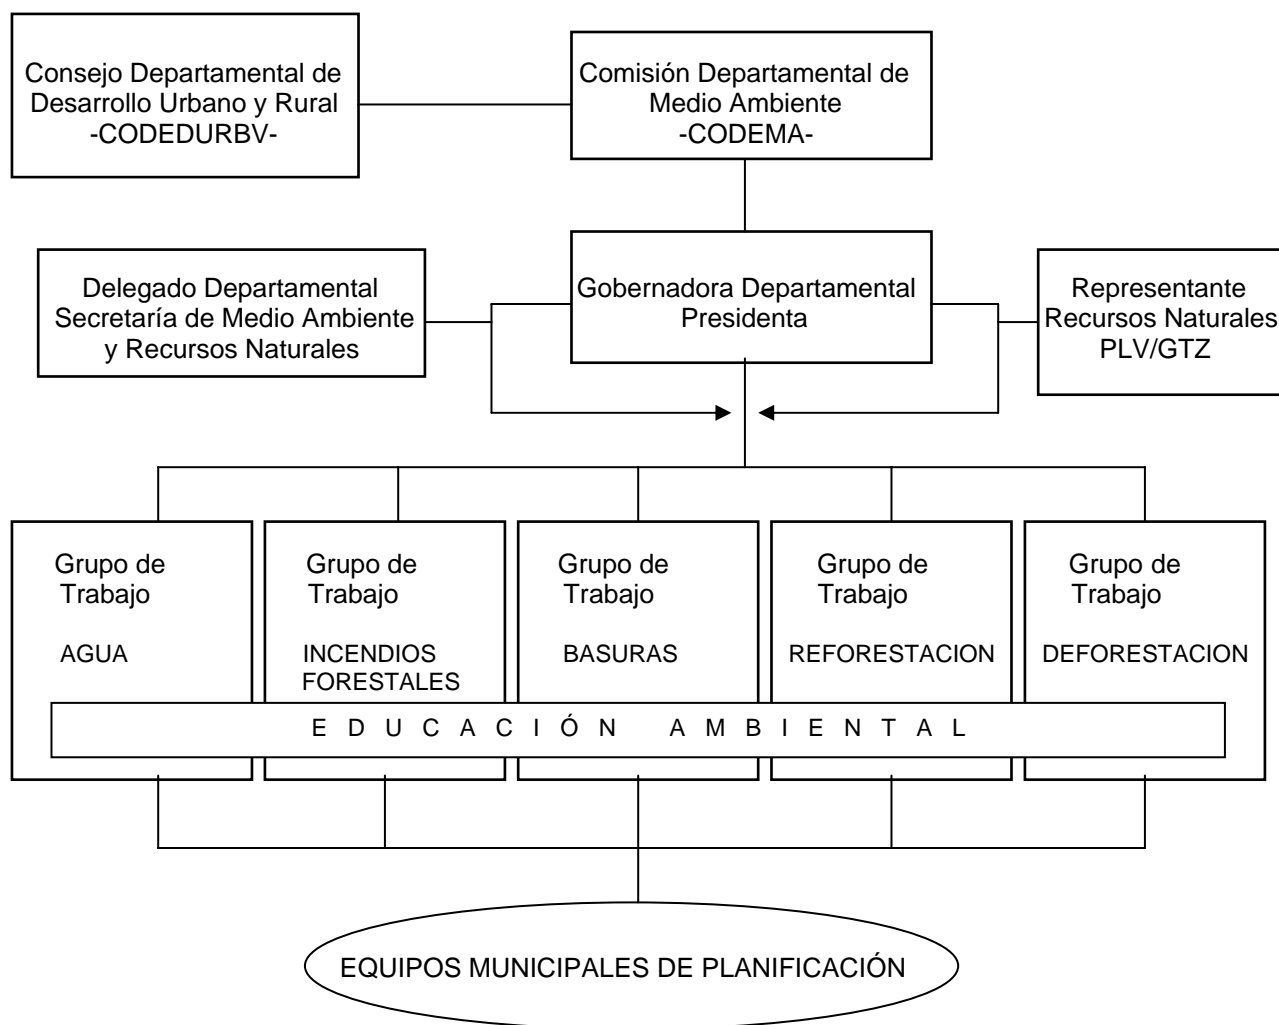 Consejo Departamental de
Desarrollo Urbano y Rural
-CODEDURBV-
Comisión Departamental de
Medio Ambiente
-CODEMA-
Delegado Departamental
Secretaría de Medio Ambiente
y Recursos Naturales
Gobernadora Departamental
Presidenta
Representante
Recursos Naturales
PLV/GTZ
Grupo de
Trabajo
AGUA
Grupo de
Trabajo
INCENDIOS
FORESTALES
Grupo de
Trabajo
BASURAS
Grupo de
Trabajo
REFORESTACION
Grupo de
Trabajo
DEFORESTACION
E D U C A C I Ó N A M B I E N T A L
EQUIPOS MUNICIPALES DE PLANIFICACIÓN